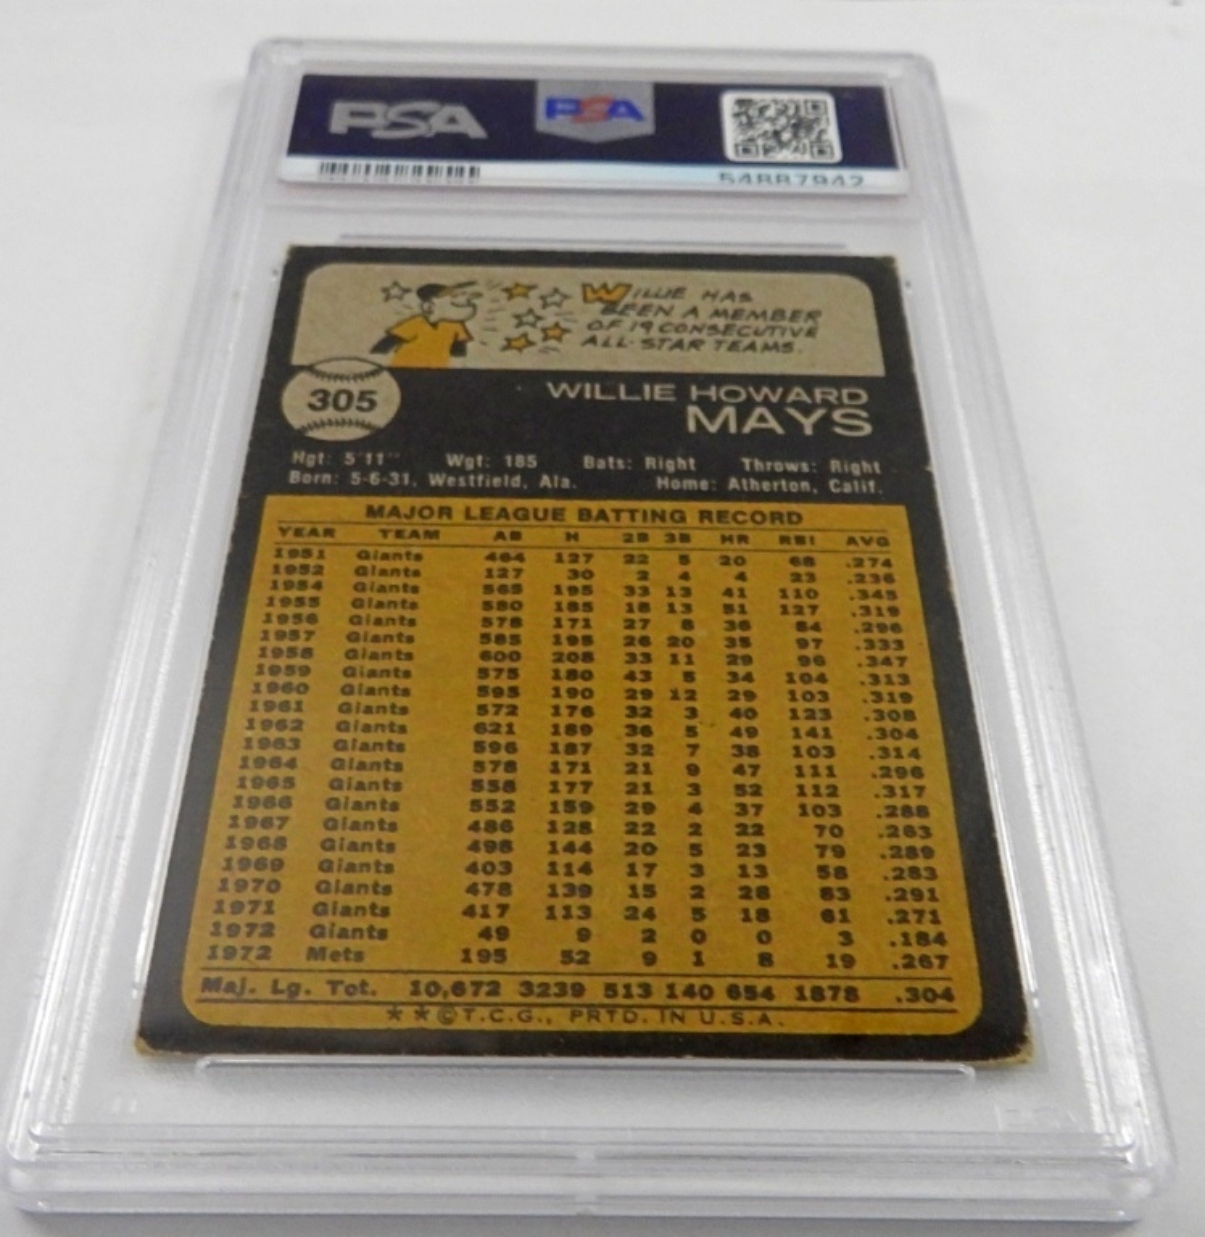 PSA PSA
54887942
WILLIE HAS
BEEN A MEMBER
OF 19 CONSECUTIVE
ALL-STAR TEAMS.
305
WILLIE HOWARD
MAYS
Hgt: 5'11" Wgt: 185 Bats: Right Throws: Right
Born: 5-6-31, Westfield, Ala. Home: Atherton, Calif.
MAJOR LEAGUE BATTING RECORD
YEAR TEAM AB H 2B 3B HR RBI AVG
1951 Giants 464 127 22 5 20 68 .274
1952 Giants 127 30 2 4 4 23 .236
1954 Giants 565 195 33 13 41 110 .345
1955 Giants 580 185 18 13 51 127 .319
1956 Giants 578 171 27 8 36 84 .296
1957 Giants 585 195 26 20 35 97 .333
1958 Giants 600 208 33 11 29 96 .347
1959 Giants 575 180 43 5 34 104 .313
1960 Giants 595 190 29 12 29 103 .319
1961 Giants 572 176 32 3 40 123 .308
1962 Giants 621 189 36 5 49 141 .304
1963 Giants 596 187 32 7 38 103 .314
1964 Giants 578 171 21 9 47 111 .296
1965 Giants 558 177 21 3 52 112 .317
1966 Giants 552 159 29 4 37 103 .288
1967 Giants 486 128 22 2 22 70 .263
1968 Giants 498 144 20 5 23 79 .289
1969 Giants 403 114 17 3 13 58 .283
1970 Giants 478 139 15 2 28 83 .291
1971 Giants 417 113 24 5 18 61 .271
1972 Giants 49 9 2 0 0 3 .184
1972 Mets 195 52 9 1 8 19 .267
Maj. Lg. Tot. 10,672 3239 513 140 654 1878 .304
★★©T.C.G., PRTD. IN U.S.A.